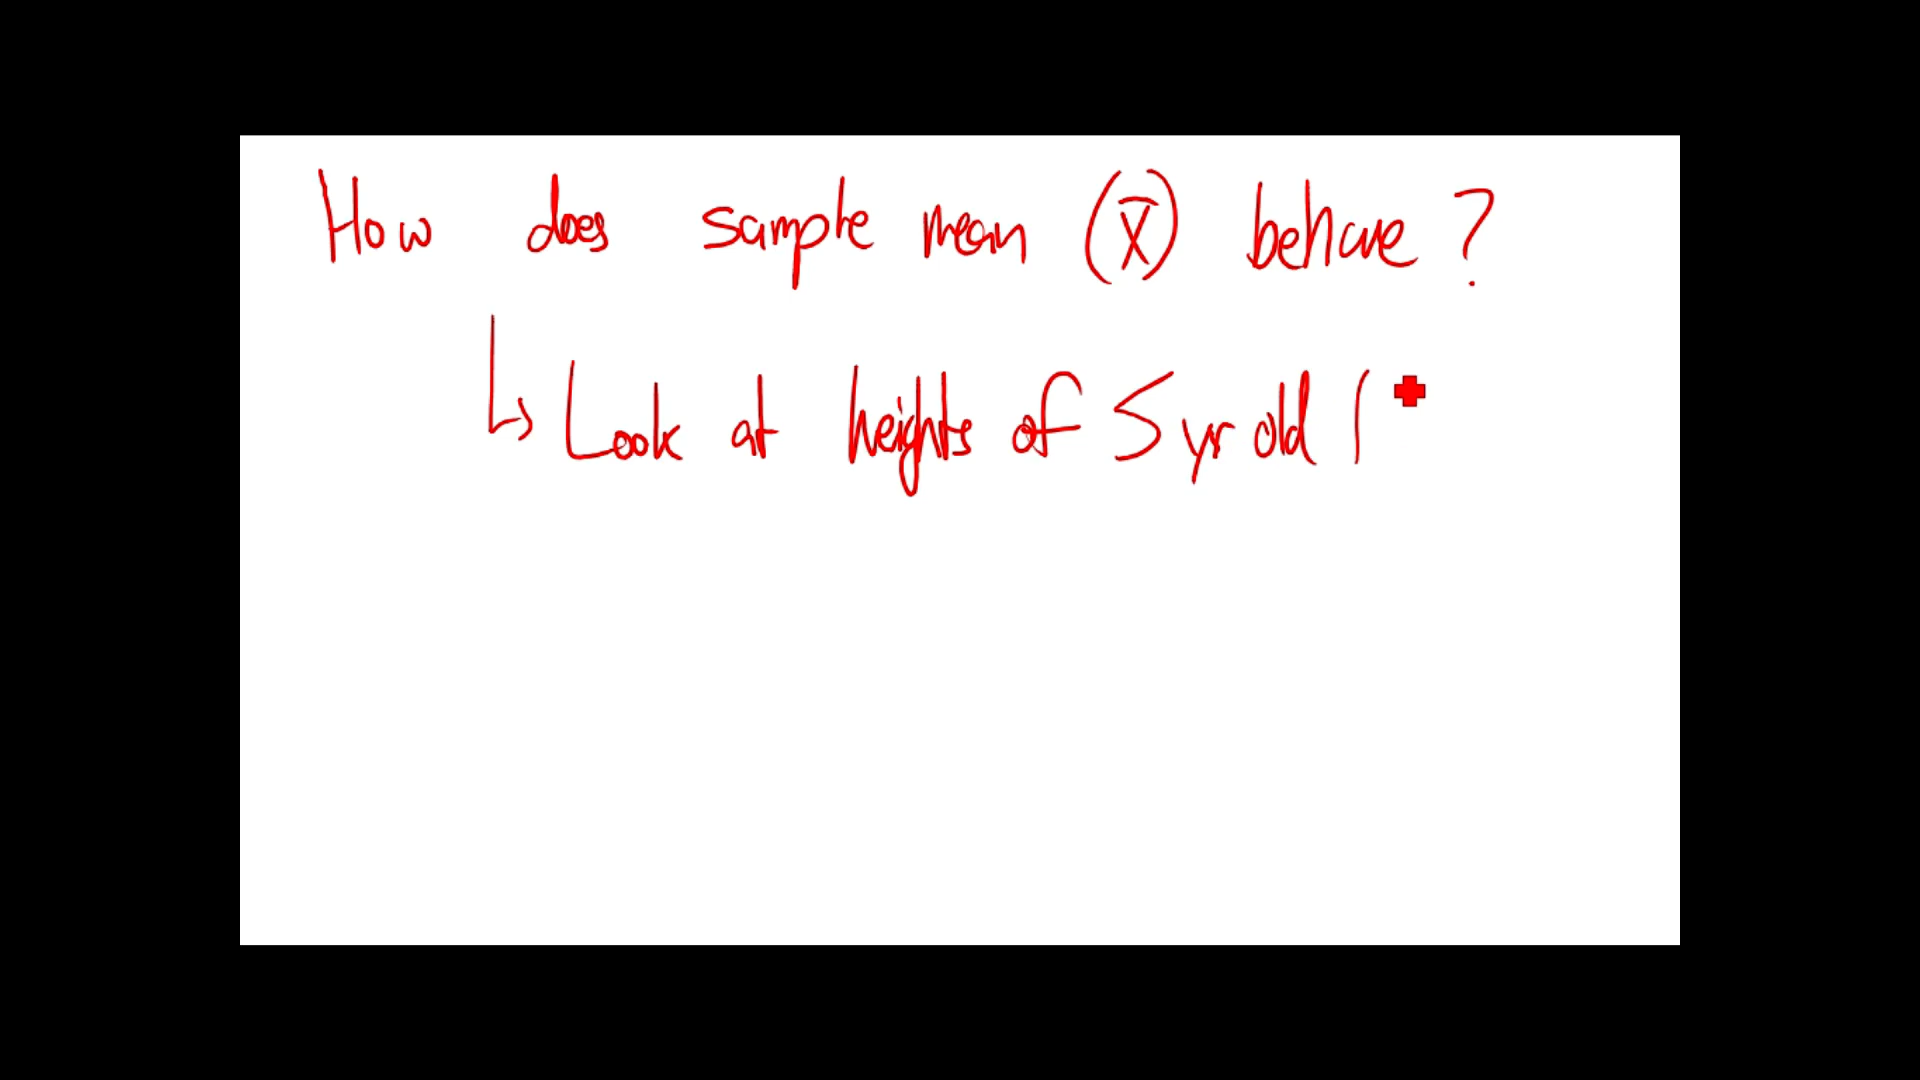 How does sample mean (X̄) behave?
↳ Look at heights of 5 yr old (